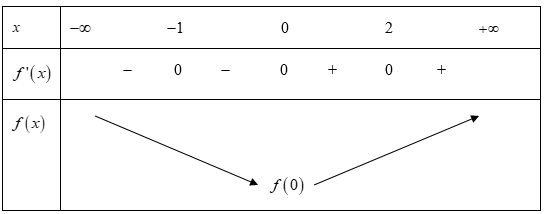 x −∞ −1 0 2 +∞
f'(x) − 0 − 0 + 0 +
f(x)
f(0)